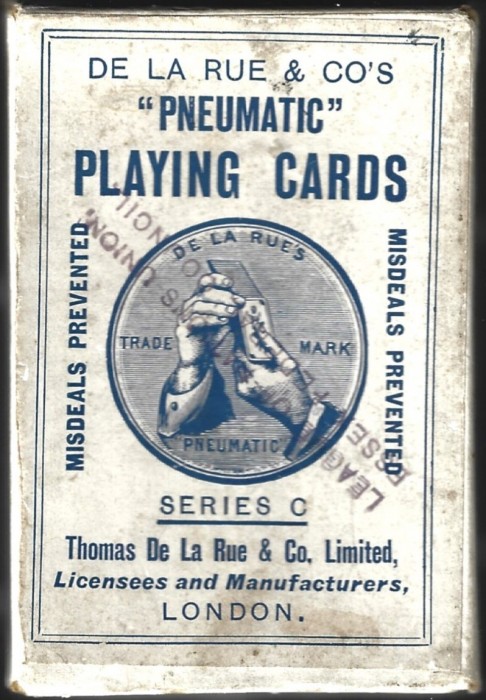 DE LA RUE & CO'S
"PNEUMATIC"
PLAYING CARDS
MISDEALS PREVENTED
DE LA RUE'S
TRADE MARK
"PNEUMATIC"
MISDEALS PREVENTED
SERIES C
Thomas De La Rue & Co. Limited,
Licensees and Manufacturers,
LONDON.
UNION